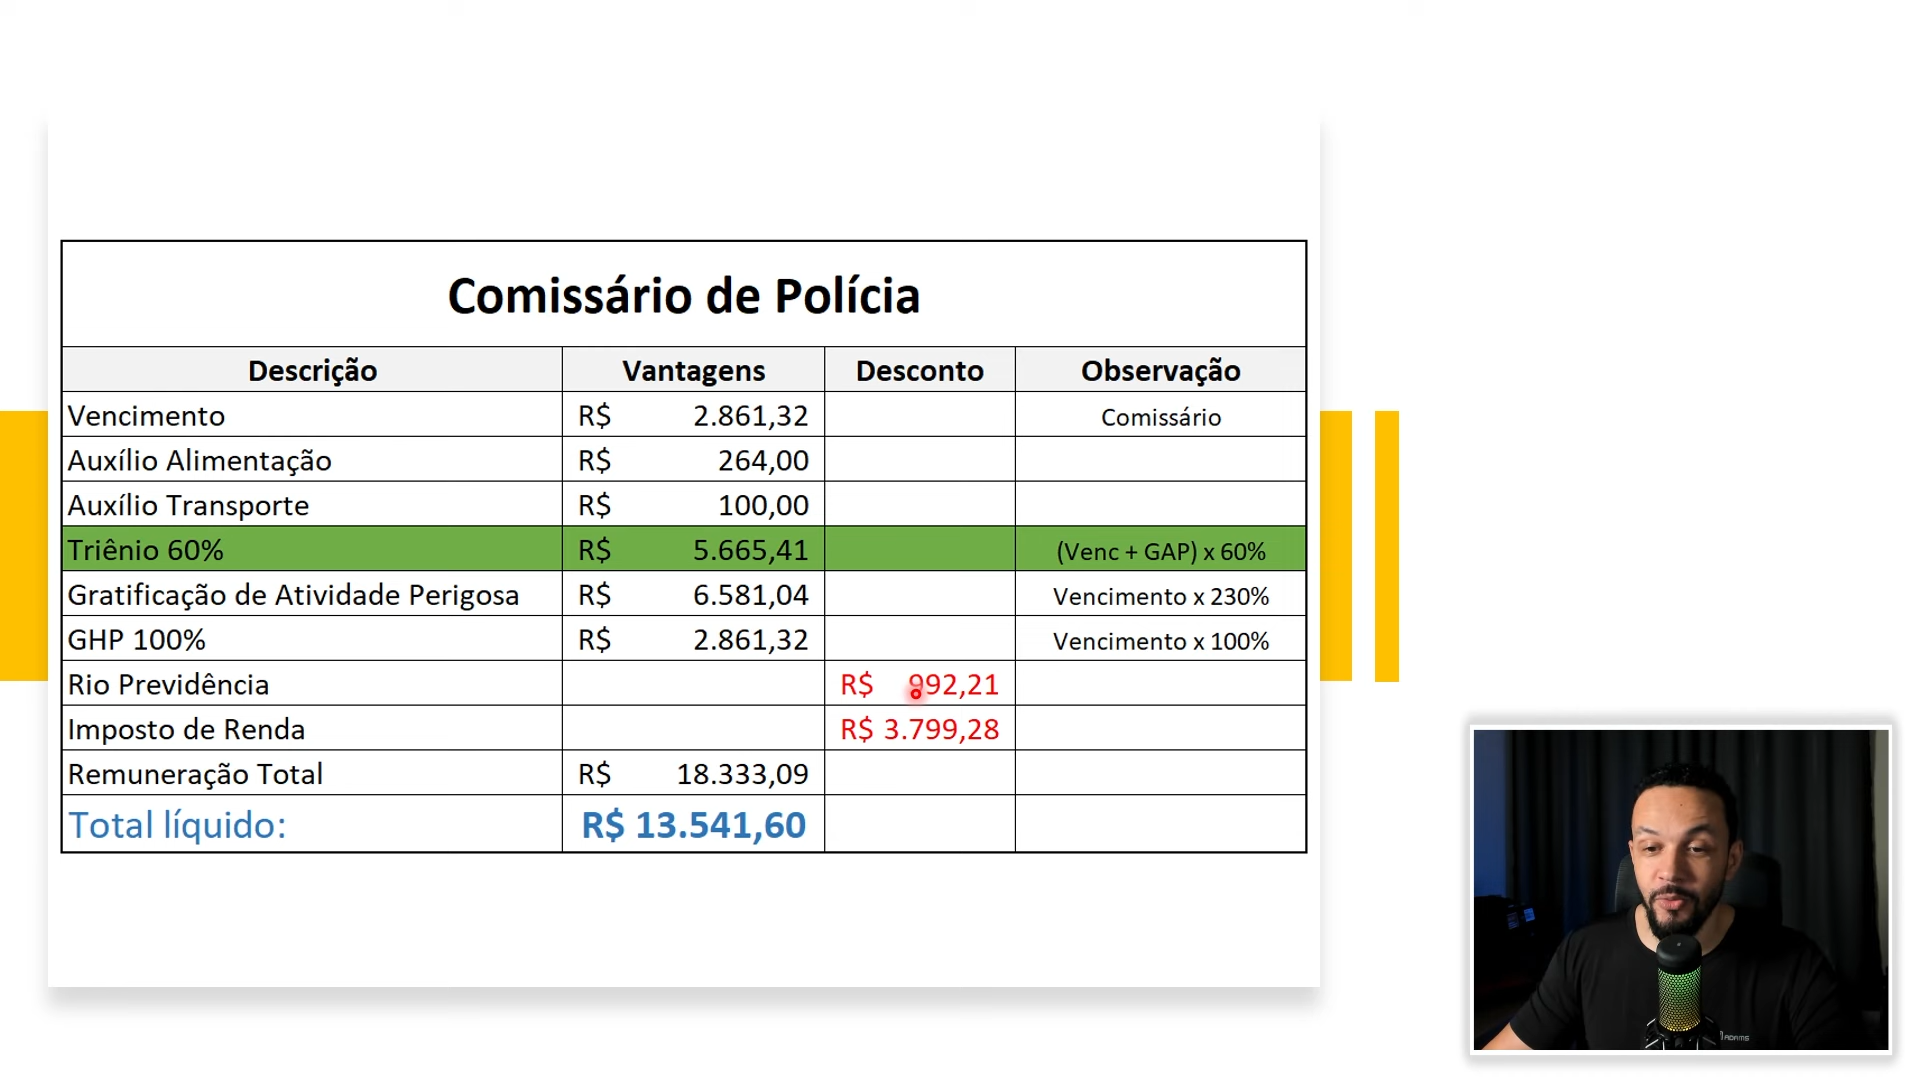 Comissário de Polícia
Descrição Vantagens Desconto Observação
Vencimento R$ 2.861,32 Comissário
Auxílio Alimentação R$ 264,00
Auxílio Transporte R$ 100,00
Triênio 60% R$ 5.665,41 (Venc + GAP) x 60%
Gratificação de Atividade Perigosa R$ 6.581,04 Vencimento x 230%
GHP 100% R$ 2.861,32 Vencimento x 100%
Rio Previdência R$ 992,21
Imposto de Renda R$ 3.799,28
Remuneração Total R$ 18.333,09
Total líquido: R$ 13.541,60
ADAMS